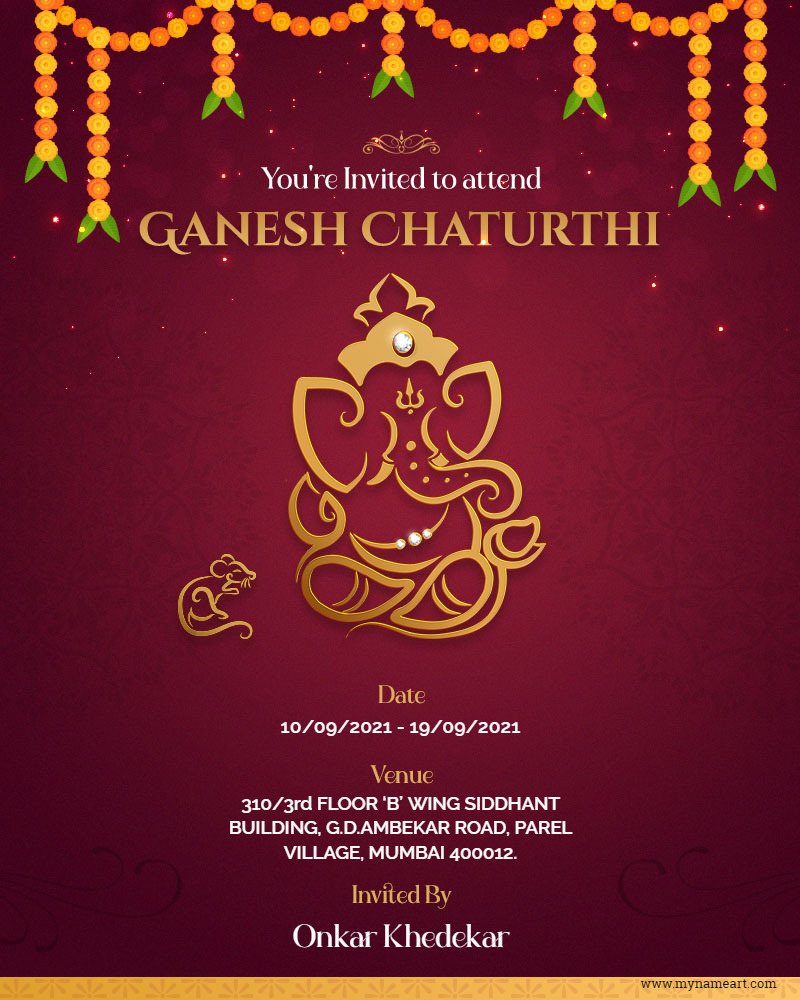 You're Invited to attend
GANESH CHATURTHI
Date
10/09/2021 - 19/09/2021
Venue
310/3rd FLOOR ‘B’ WING SIDDHANT
BUILDING, G.D.AMBEKAR ROAD, PAREL
VILLAGE, MUMBAI 400012.
Invited By
Onkar Khedekar
www.mynameart.com